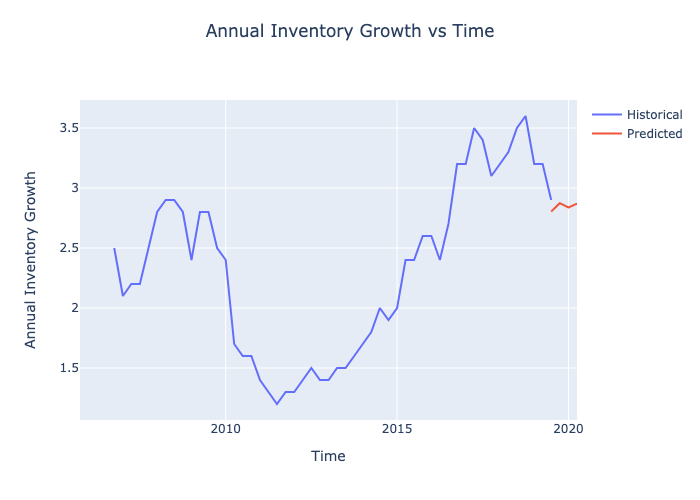 Annual Inventory Growth vs Time
Historical
Predicted
3.5
3
2.5
2
1.5
Annual Inventory Growth
2010
2015
2020
Time